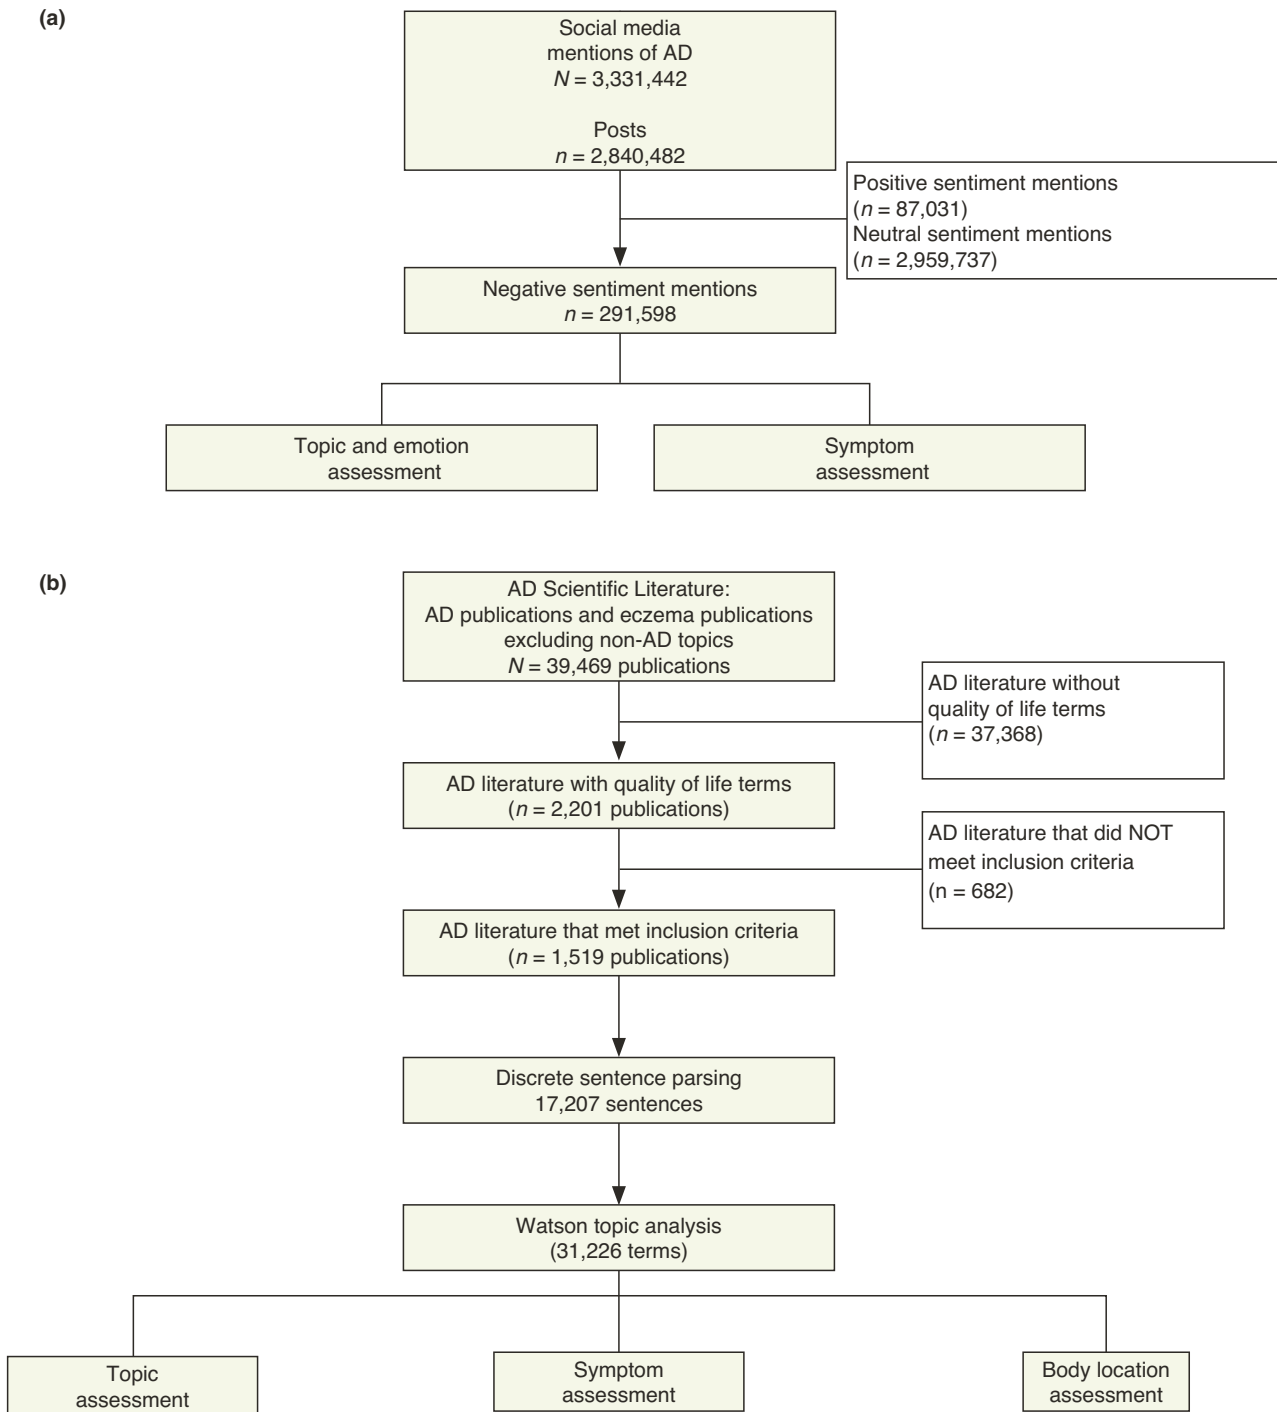 (a)
Social media
mentions of AD
N = 3,331,442
Posts
n = 2,840,482
Positive sentiment mentions
(n = 87,031)
Neutral sentiment mentions
(n = 2,959,737)
Negative sentiment mentions
n = 291,598
Topic and emotion
assessment
Symptom
assessment
(b)
AD Scientific Literature:
AD publications and eczema publications
excluding non-AD topics
N = 39,469 publications
AD literature without
quality of life terms
(n = 37,368)
AD literature with quality of life terms
(n = 2,201 publications)
AD literature that did NOT
meet inclusion criteria
(n = 682)
AD literature that met inclusion criteria
(n = 1,519 publications)
Discrete sentence parsing
17,207 sentences
Watson topic analysis
(31,226 terms)
Topic
assessment
Symptom
assessment
Body location
assessment